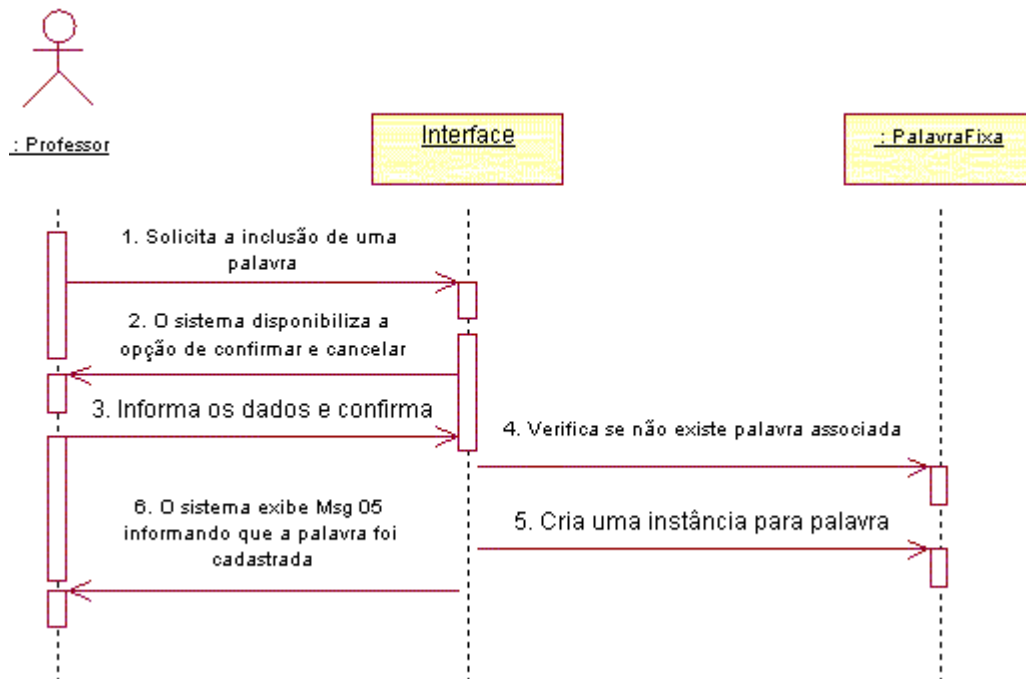 : Professor
Interface
: PalavraFixa
1. Solicita a inclusão de uma
palavra
2. O sistema disponibiliza a
opção de confirmar e cancelar
3. Informa os dados e confirma
4. Verifica se não existe palavra associada
5. Cria uma instância para palavra
6. O sistema exibe Msg 05
informando que a palavra foi
cadastrada